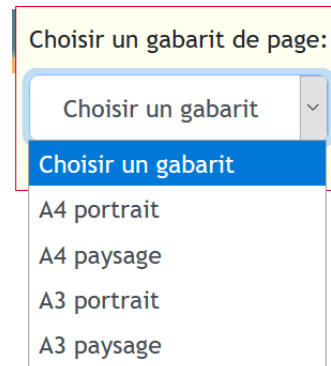 Choisir un gabarit de page:
Choisir un gabarit
Choisir un gabarit
A4 portrait
A4 paysage
A3 portrait
A3 paysage